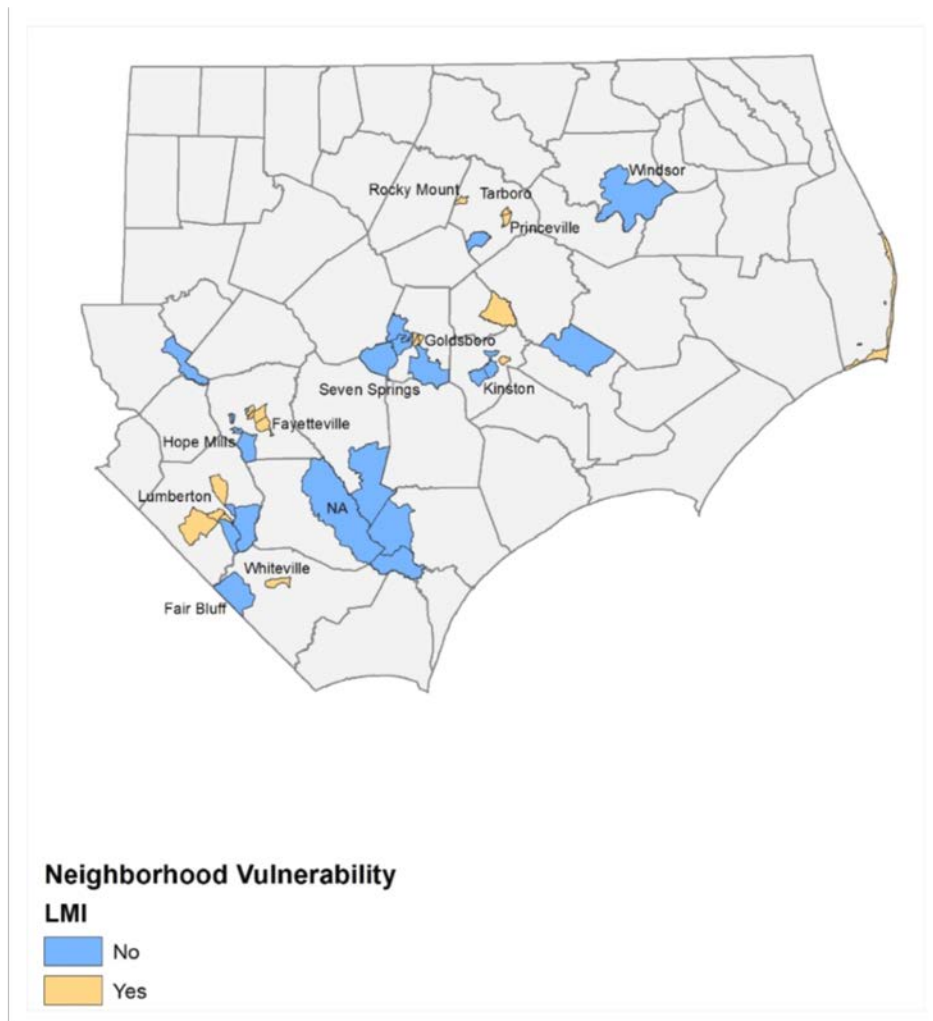 Windsor
Rocky Mount
Tarboro
Princeville
Goldsboro
Seven Springs
Kinston
Fayetteville
Hope Mills
Lumberton
NA
Whiteville
Fair Bluff
Neighborhood Vulnerability
LMI
No
Yes